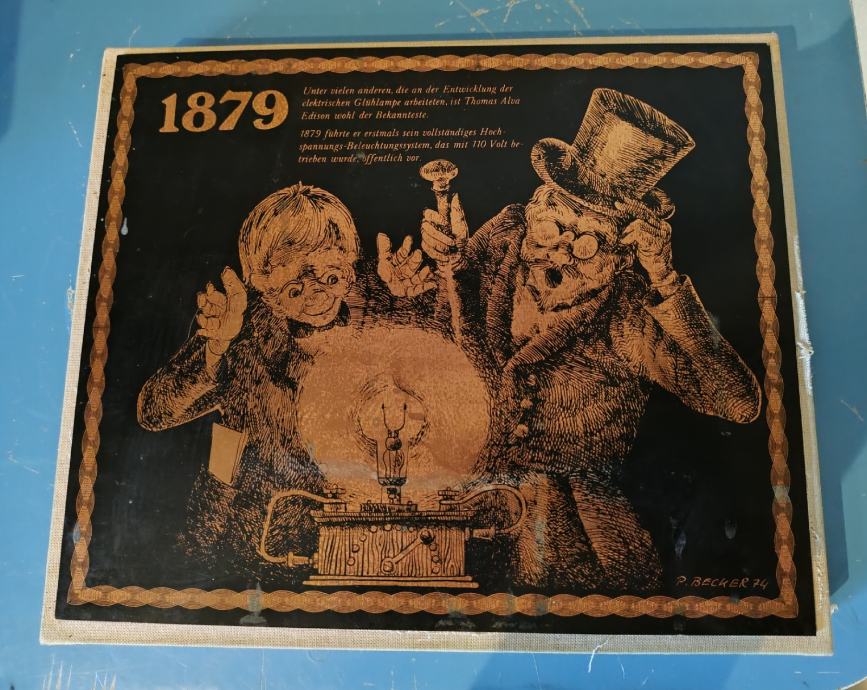 1879
Unter vielen anderen, die an der Entwicklung der
elektrischen Glühlampe arbeiteten, ist Thomas Alva
Edison wohl der Bekannteste.
1879 führte er erstmals sein vollständiges Hoch-
spannungs-Beleuchtungssystem, das mit 110 Volt be-
trieben wurde, öffentlich vor.
P. BECKER 74